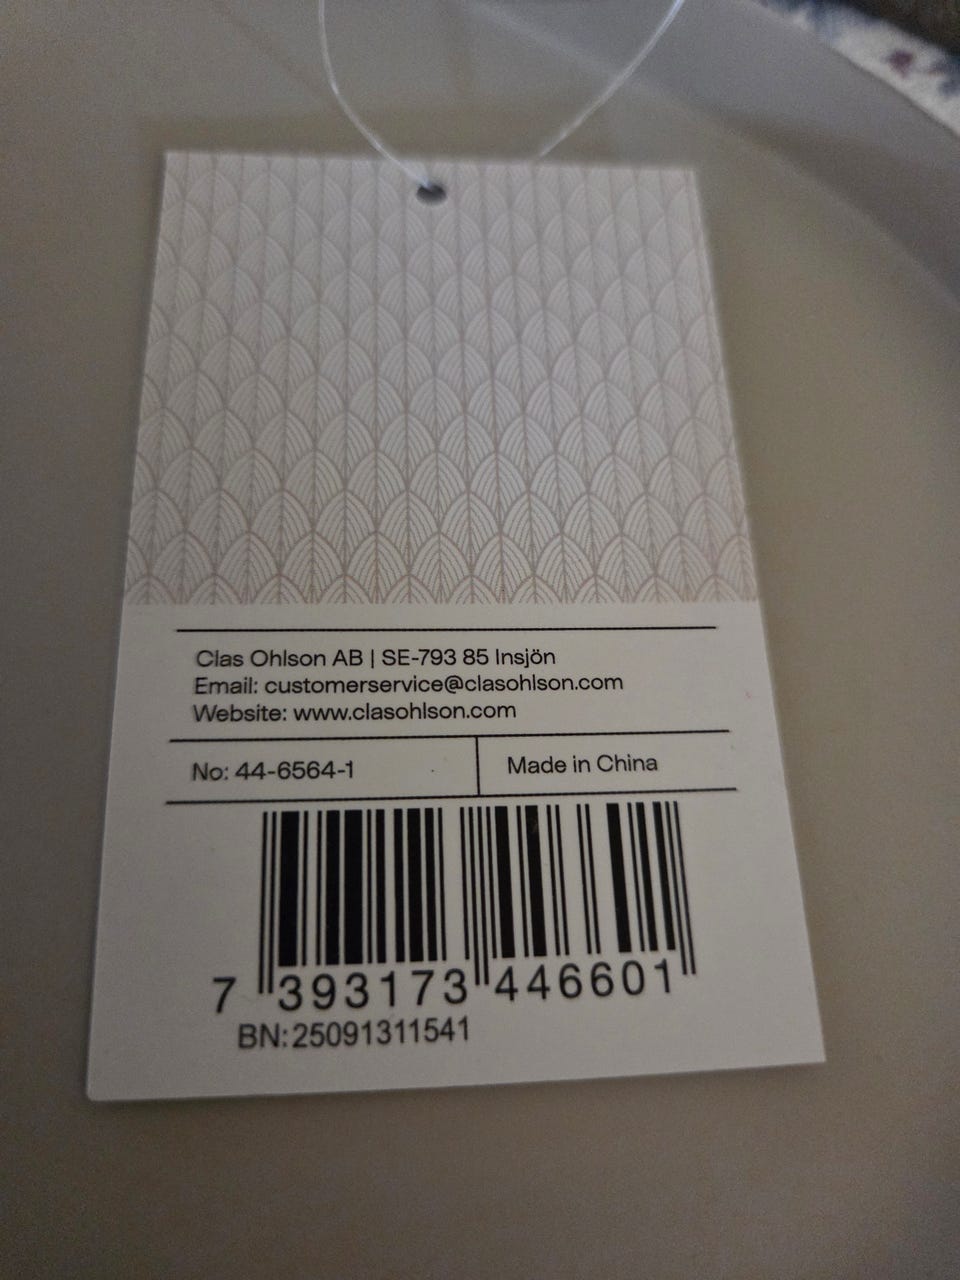 Clas Ohlson AB | SE-793 85 Insjön
Email: customerservice@clasohlson.com
Website: www.clasohlson.com
No: 44-6564-1 Made in China
7 393173 446601
BN:25091311541